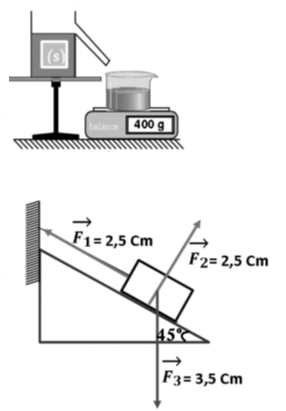 (s)
balance
400 g
F₁= 2,5 Cm
F₂= 2,5 Cm
45°
F₃= 3,5 Cm